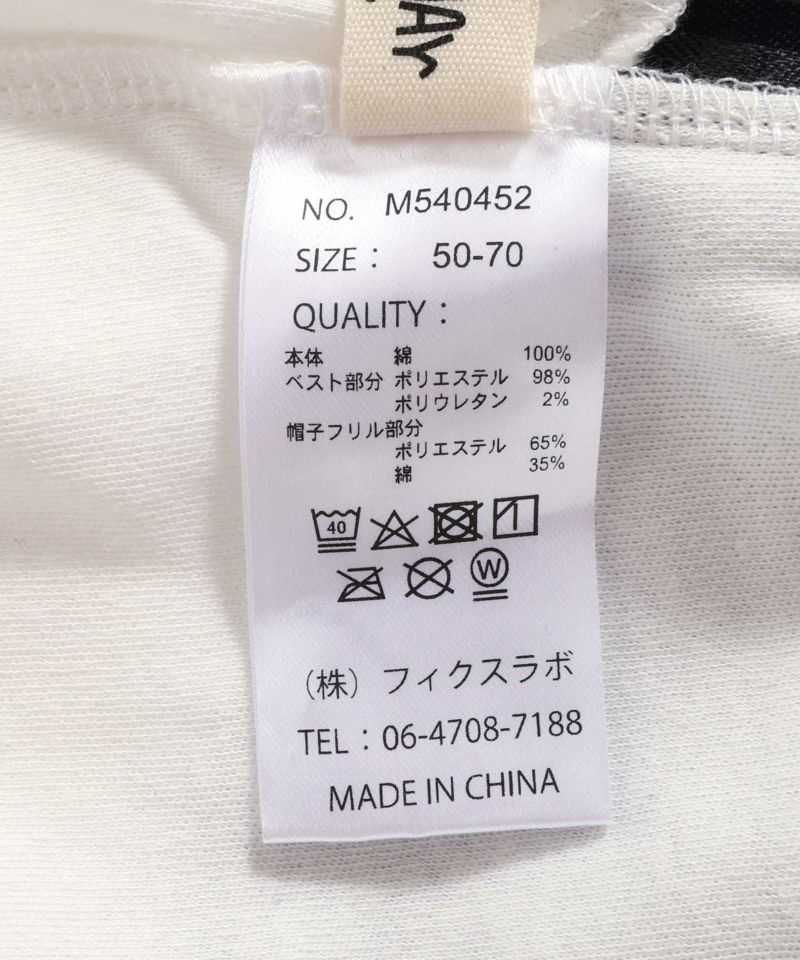 NO. M540452
SIZE： 50-70
QUALITY：
本体 綿 100%
ベスト部分 ポリエステル 98%
ポリウレタン 2%
帽子フリル部分
ポリエステル 65%
綿 35%
40
W
（株）フィクスラボ
TEL：06-4708-7188
MADE IN CHINA